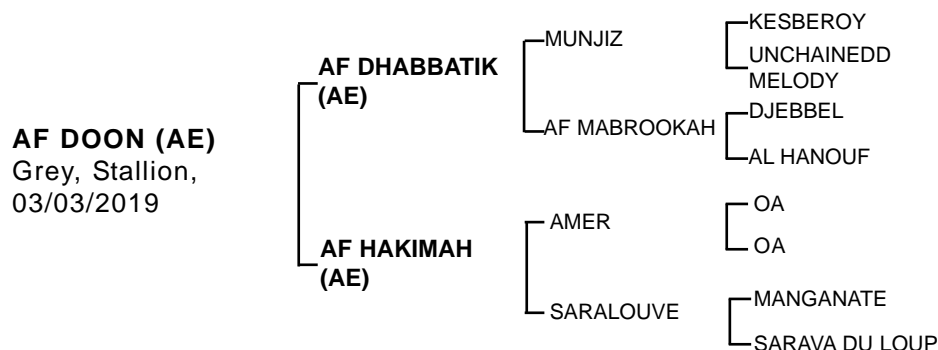 AF DOON (AE)
Grey, Stallion,
03/03/2019
AF DHABBATIK
(AE)
AF HAKIMAH
(AE)
MUNJIZ
AF MABROOKAH
AMER
SARALOUVE
KESBEROY
UNCHAINEDD
MELODY
DJEBBEL
AL HANOUF
OA
OA
MANGANATE
SARAVA DU LOUP